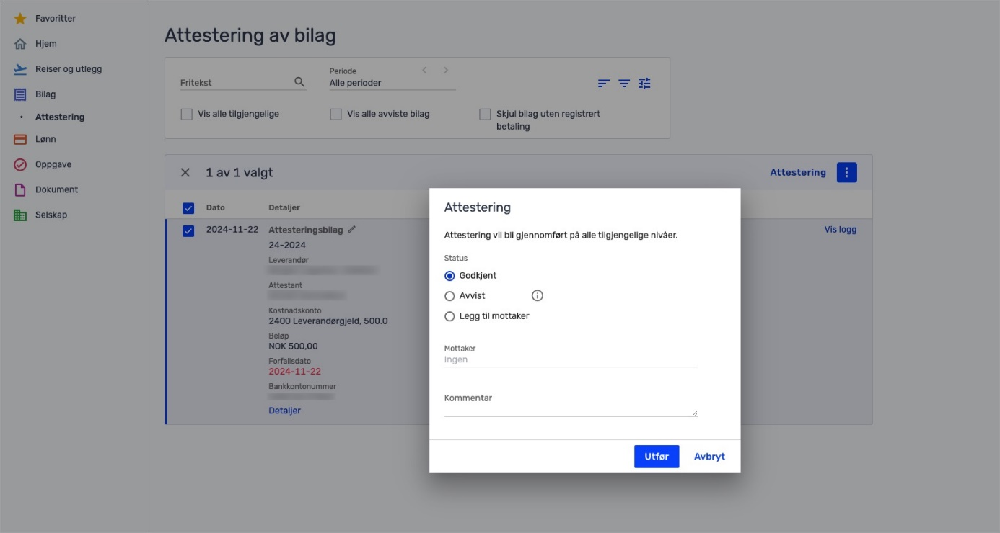 Favoritter
Hjem
Reiser og utlegg
Bilag
Attestering
Lønn
Oppgave
Dokument
Selskap
Attestering av bilag
Fritekst
Periode
Alle perioder
Vis alle tilgjengelige
Vis alle avviste bilag
Skjul bilag uten registrert
betaling
1 av 1 valgt
Attestering
Dato Detaljer
2024-11-22 Attesteringsbilag
Vis logg
24-2024
Leverandør
Attestant
Kostnadskonto
2400 Leverandørgjeld, 500.0
Beløp
NOK 500,00
Forfallsdato
2024-11-22
Bankkontonummer
Detaljer
Attestering
Attestering vil bli gjennomført på alle tilgjengelige nivåer.
Status
Godkjent
Avvist
Legg til mottaker
Mottaker
Ingen
Kommentar
Utfør Avbryt